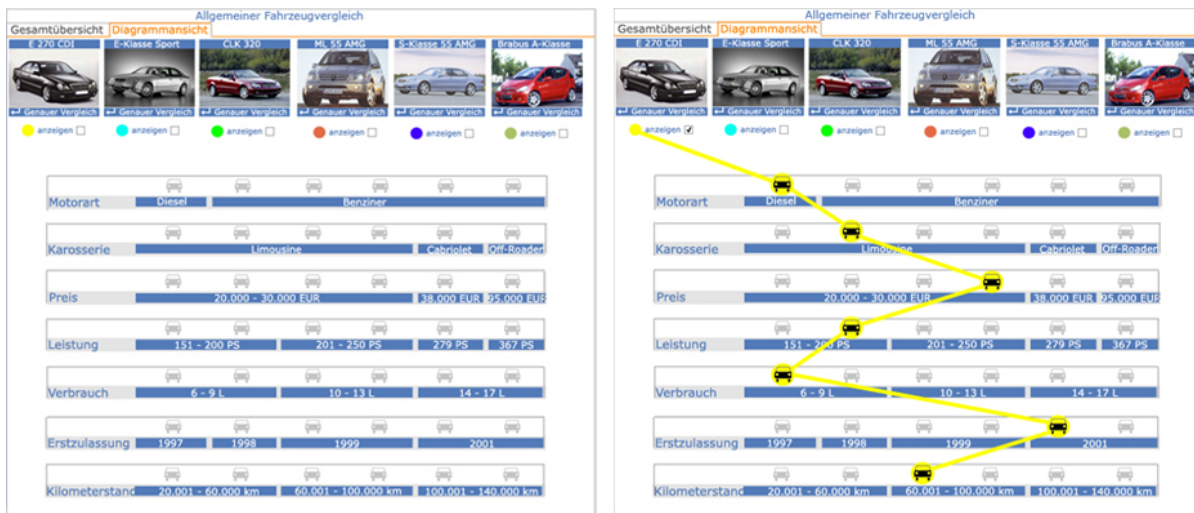 Allgemeiner Fahrzeugvergleich
Gesamtübersicht Diagrammansicht
E 270 CDI E-Klasse Sport CLK 320 ML 55 AMG S-Klasse 55 AMG Brabus A-Klasse
Genauer Vergleich Genauer Vergleich Genauer Vergleich Genauer Vergleich Genauer Vergleich Genauer Vergleich
anzeigen anzeigen anzeigen anzeigen anzeigen anzeigen
Motorart Diesel Benziner
Karosserie Limousine Cabriolet Off-Roader
Preis 20.000 - 30.000 EUR 38.000 EUR 95.000 EUR
Leistung 151 - 200 PS 201 - 250 PS 279 PS 367 PS
Verbrauch 6 - 9 L 10 - 13 L 14 - 17 L
Erstzulassung 1997 1998 1999 2001
Kilometerstand 20.001 - 60.000 km 60.001 - 100.000 km 100.001 - 140.000 km
Allgemeiner Fahrzeugvergleich
Gesamtübersicht Diagrammansicht
E 270 CDI E-Klasse Sport CLK 320 ML 55 AMG S-Klasse 55 AMG Brabus A-Klasse
Genauer Vergleich Genauer Vergleich Genauer Vergleich Genauer Vergleich Genauer Vergleich Genauer Vergleich
anzeigen anzeigen anzeigen anzeigen anzeigen anzeigen
Motorart Diesel Benziner
Karosserie Limousine Cabriolet Off-Roader
Preis 20.000 - 30.000 EUR 38.000 EUR 95.000 EUR
Leistung 151 - 200 PS 201 - 250 PS 279 PS 367 PS
Verbrauch 6 - 9 L 10 - 13 L 14 - 17 L
Erstzulassung 1997 1998 1999 2001
Kilometerstand 20.001 - 60.000 km 60.001 - 100.000 km 100.001 - 140.000 km